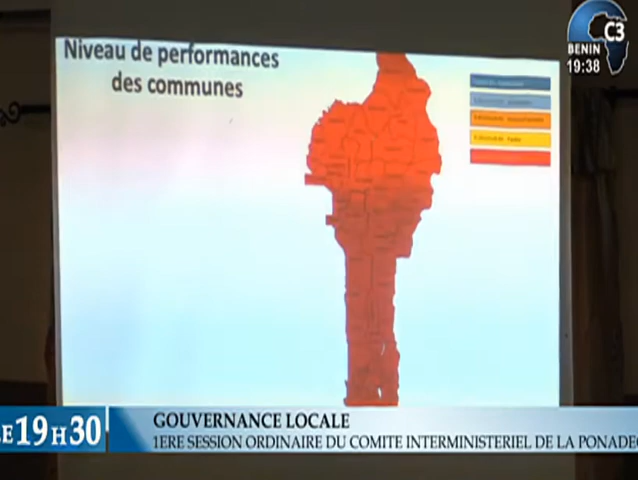 Niveau de performances
des communes
C3
BENIN
19:38
LE 19H30
GOUVERNANCE LOCALE
1ERE SESSION ORDINAIRE DU COMITE INTERMINISTERIEL DE LA PONADEC